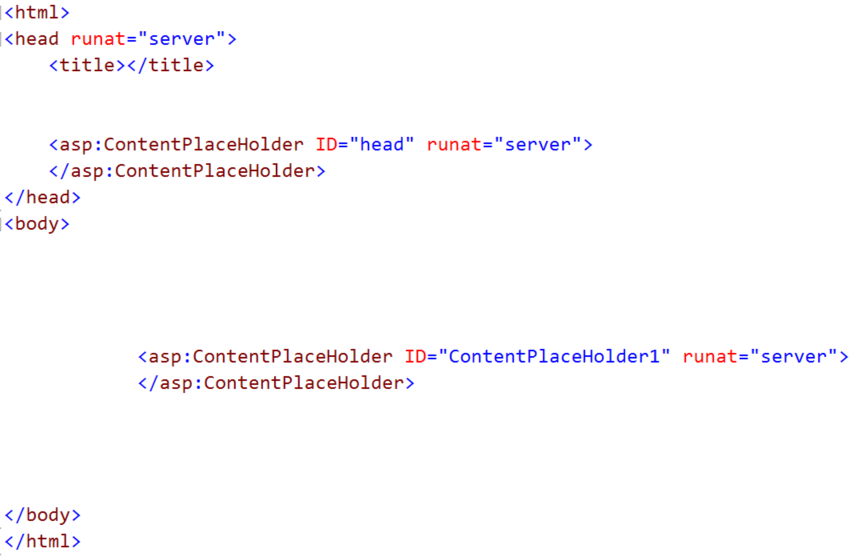 <html>
<head runat="server">
<title></title>
<asp:ContentPlaceHolder ID="head" runat="server">
</asp:ContentPlaceHolder>
</head>
<body>
<asp:ContentPlaceHolder ID="ContentPlaceHolder1" runat="server">
</asp:ContentPlaceHolder>
</body>
</html>